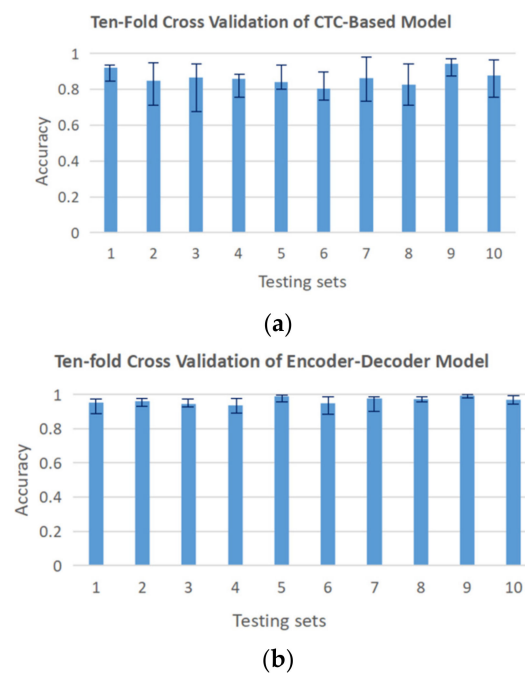 Ten-Fold Cross Validation of CTC-Based Model
1
0.8
0.6
0.4
0.2
0
Accuracy
1 2 3 4 5 6 7 8 9 10
Testing sets
(a)
Ten-fold Cross Validation of Encoder-Decoder Model
1
0.8
0.6
0.4
0.2
0
Accuracy
1 2 3 4 5 6 7 8 9 10
Testing sets
(b)